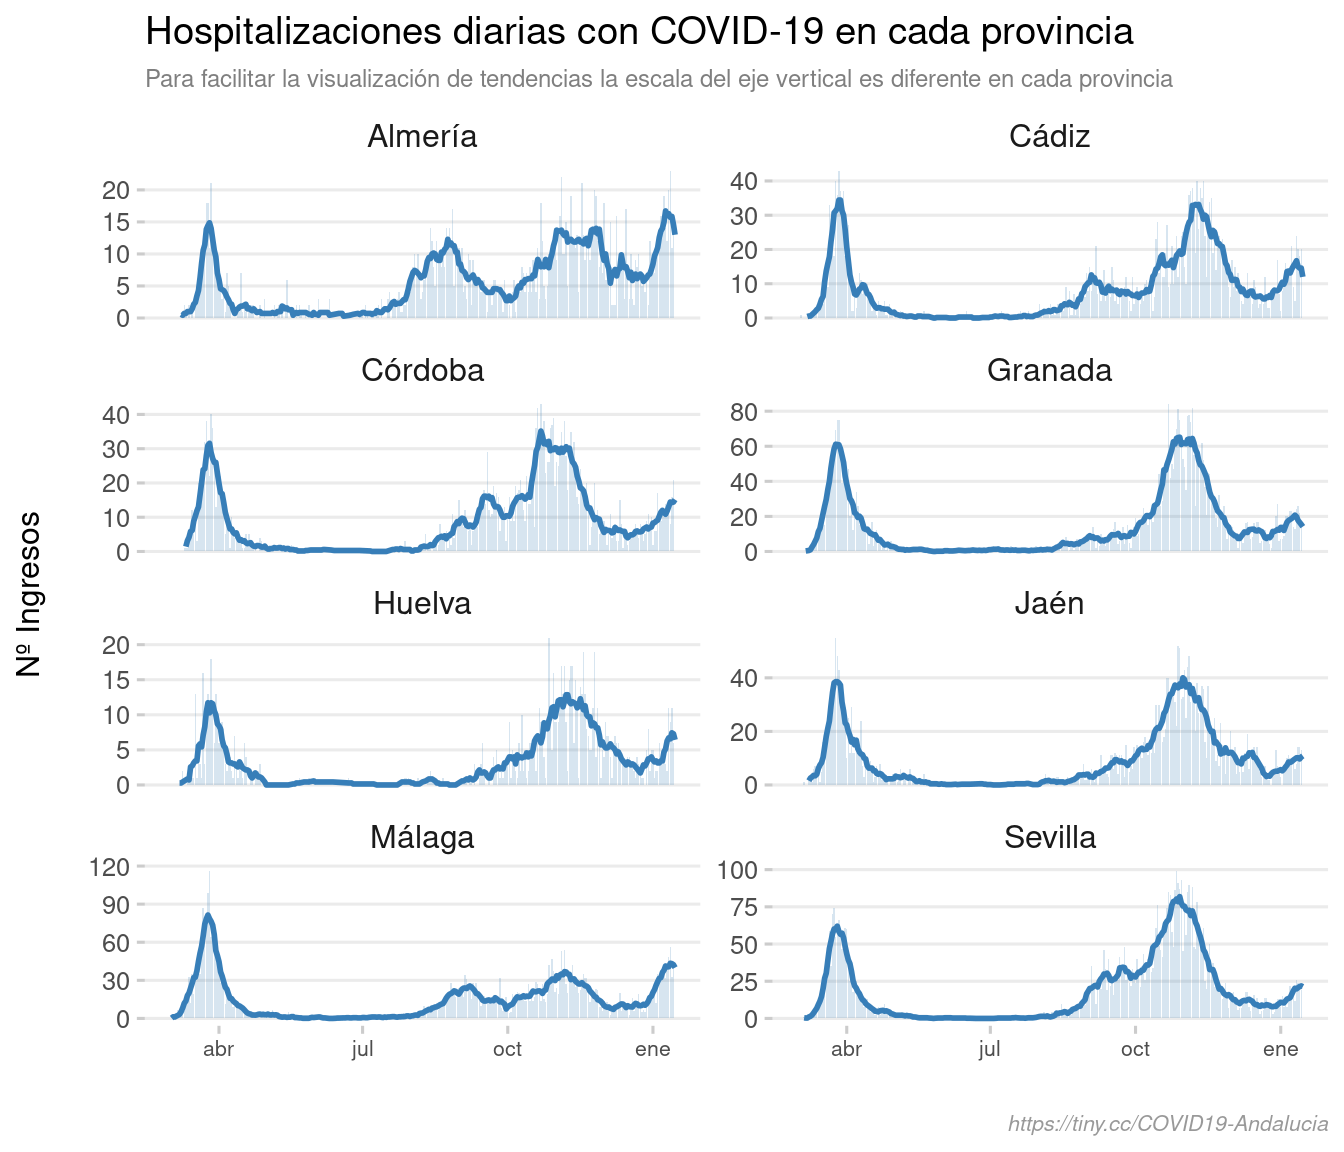 Hospitalizaciones diarias con COVID-19 en cada provincia
Para facilitar la visualización de tendencias la escala del eje vertical es diferente en cada provincia
Nº Ingresos
Almería
20
15
10
5
0
Cádiz
40
30
20
10
0
Córdoba
40
30
20
10
0
Granada
80
60
40
20
0
Huelva
20
15
10
5
0
Jaén
40
20
0
Málaga
120
90
60
30
0
abr jul oct ene
Sevilla
100
75
50
25
0
abr jul oct ene
https://tiny.cc/COVID19-Andalucia